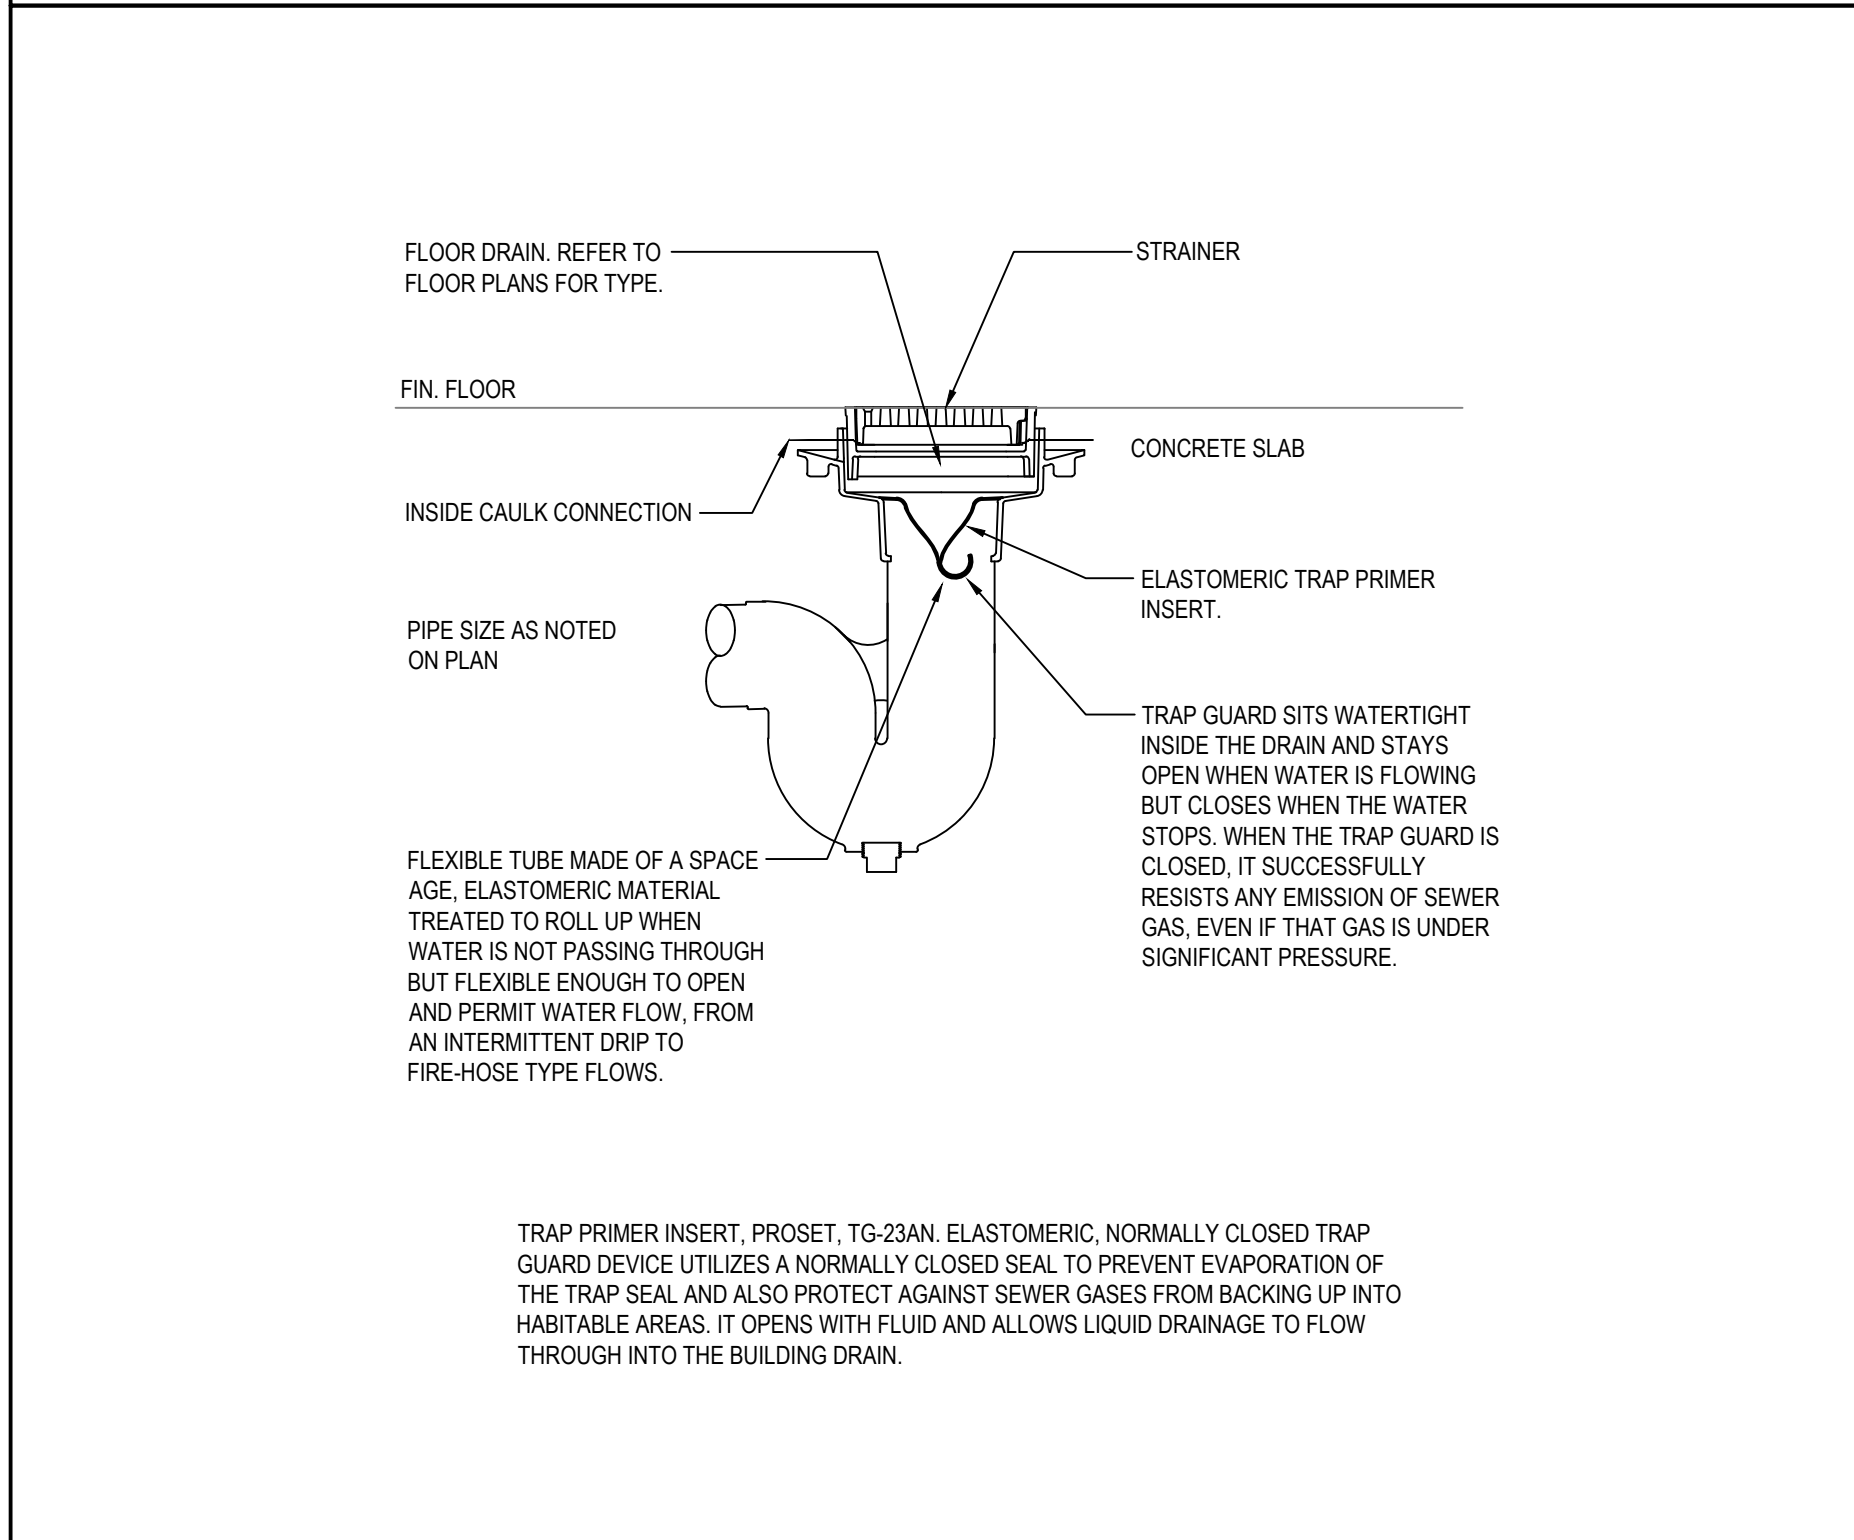 FLOOR DRAIN. REFER TO
FLOOR PLANS FOR TYPE.
STRAINER
FIN. FLOOR
CONCRETE SLAB
INSIDE CAULK CONNECTION
ELASTOMERIC TRAP PRIMER
INSERT.
PIPE SIZE AS NOTED
ON PLAN
TRAP GUARD SITS WATERTIGHT
INSIDE THE DRAIN AND STAYS
OPEN WHEN WATER IS FLOWING
BUT CLOSES WHEN THE WATER
STOPS. WHEN THE TRAP GUARD IS
CLOSED, IT SUCCESSFULLY
RESISTS ANY EMISSION OF SEWER
GAS, EVEN IF THAT GAS IS UNDER
SIGNIFICANT PRESSURE.
FLEXIBLE TUBE MADE OF A SPACE
AGE, ELASTOMERIC MATERIAL
TREATED TO ROLL UP WHEN
WATER IS NOT PASSING THROUGH
BUT FLEXIBLE ENOUGH TO OPEN
AND PERMIT WATER FLOW, FROM
AN INTERMITTENT DRIP TO
FIRE-HOSE TYPE FLOWS.
TRAP PRIMER INSERT, PROSET, TG-23AN. ELASTOMERIC, NORMALLY CLOSED TRAP
GUARD DEVICE UTILIZES A NORMALLY CLOSED SEAL TO PREVENT EVAPORATION OF
THE TRAP SEAL AND ALSO PROTECT AGAINST SEWER GASES FROM BACKING UP INTO
HABITABLE AREAS. IT OPENS WITH FLUID AND ALLOWS LIQUID DRAINAGE TO FLOW
THROUGH INTO THE BUILDING DRAIN.